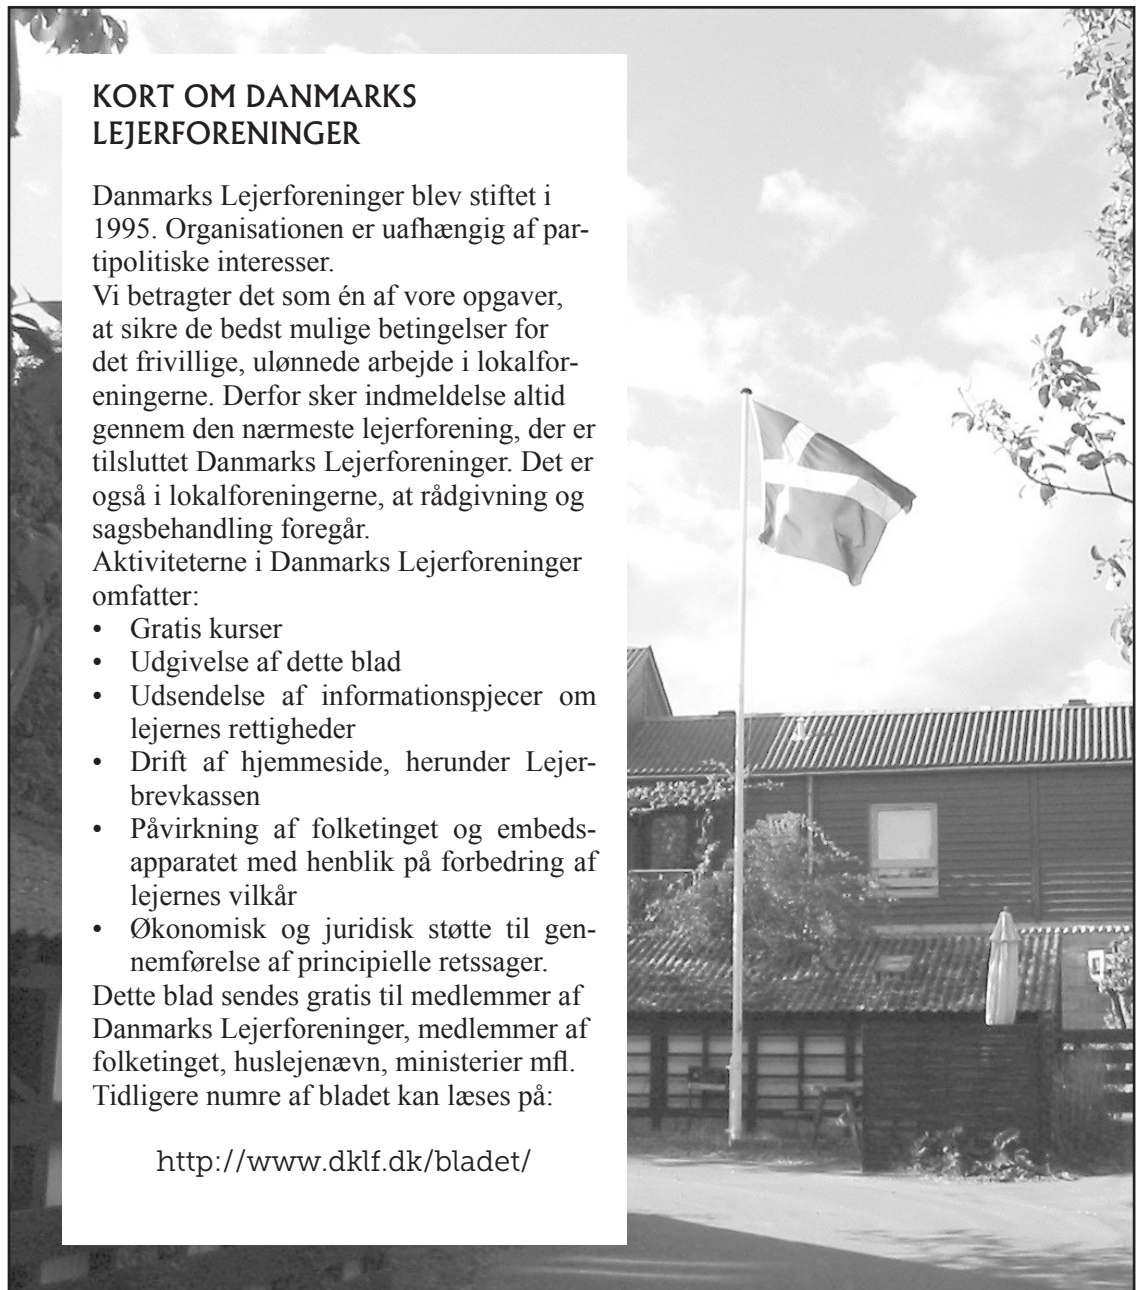 KORT OM DANMARKS
LEJERFORENINGER
Danmarks Lejerforeninger blev stiftet i
1995. Organisationen er uafhængig af par-
tipolitiske interesser.
Vi betragter det som én af vore opgaver,
at sikre de bedst mulige betingelser for
det frivillige, ulønnede arbejde i lokalfor-
eningerne. Derfor sker indmeldelse altid
gennem den nærmeste lejerforening, der er
tilsluttet Danmarks Lejerforeninger. Det er
også i lokalforeningerne, at rådgivning og
sagsbehandling foregår.
Aktiviteterne i Danmarks Lejerforeninger
omfatter:
• Gratis kurser
• Udgivelse af dette blad
• Udsendelse af informationspjecer om
lejernes rettigheder
• Drift af hjemmeside, herunder Lejer-
brevkassen
• Påvirkning af folketinget og embeds-
apparatet med henblik på forbedring af
lejernes vilkår
• Økonomisk og juridisk støtte til gen-
nemførelse af principielle retssager.
Dette blad sendes gratis til medlemmer af
Danmarks Lejerforeninger, medlemmer af
folketinget, huslejenævn, ministerier mfl.
Tidligere numre af bladet kan læses på:
http://www.dklf.dk/bladet/